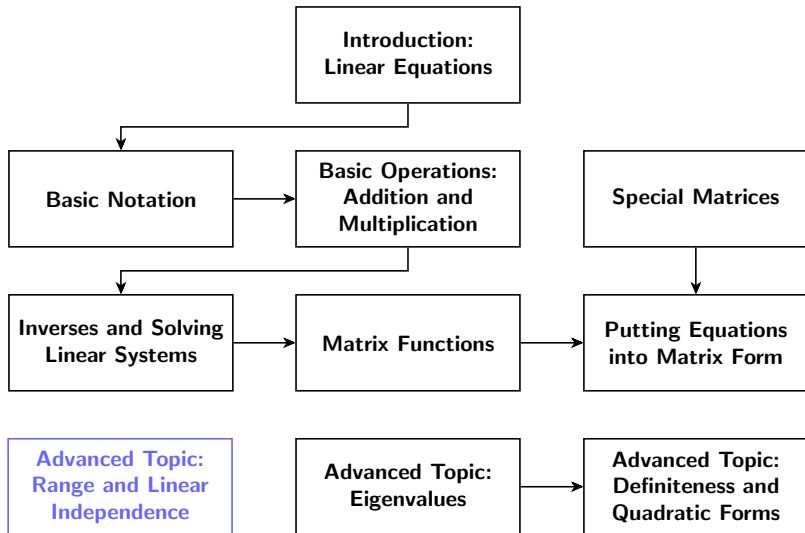 Introduction:
Linear Equations
Basic Notation
Basic Operations:
Addition and
Multiplication
Special Matrices
Inverses and Solving
Linear Systems
Matrix Functions
Putting Equations
into Matrix Form
Advanced Topic:
Range and Linear
Independence
Advanced Topic:
Eigenvalues
Advanced Topic:
Definiteness and
Quadratic Forms